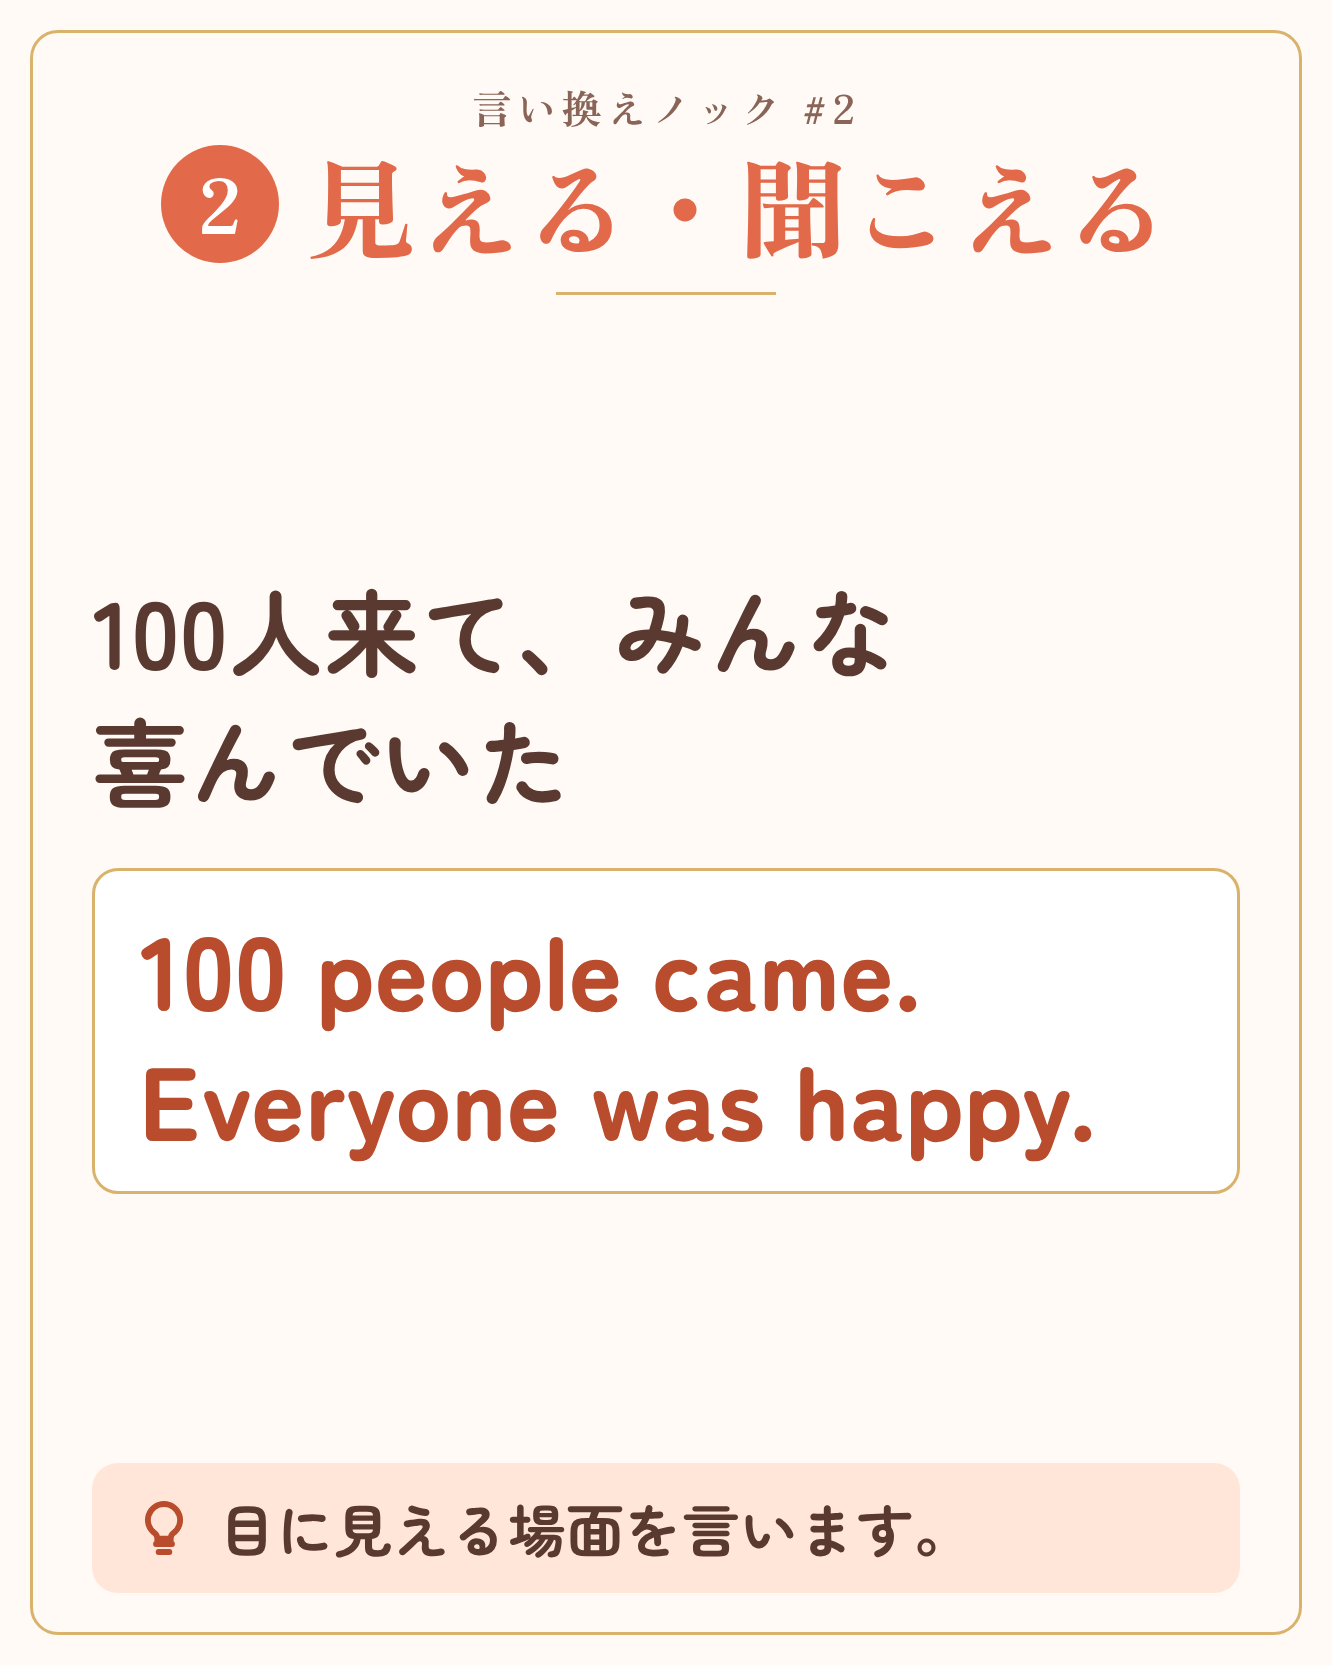 言い換えノック #2
2 見える・聞こえる
100人来て、みんな
喜んでいた
100 people came.
Everyone was happy.
目に見える場面を言います。